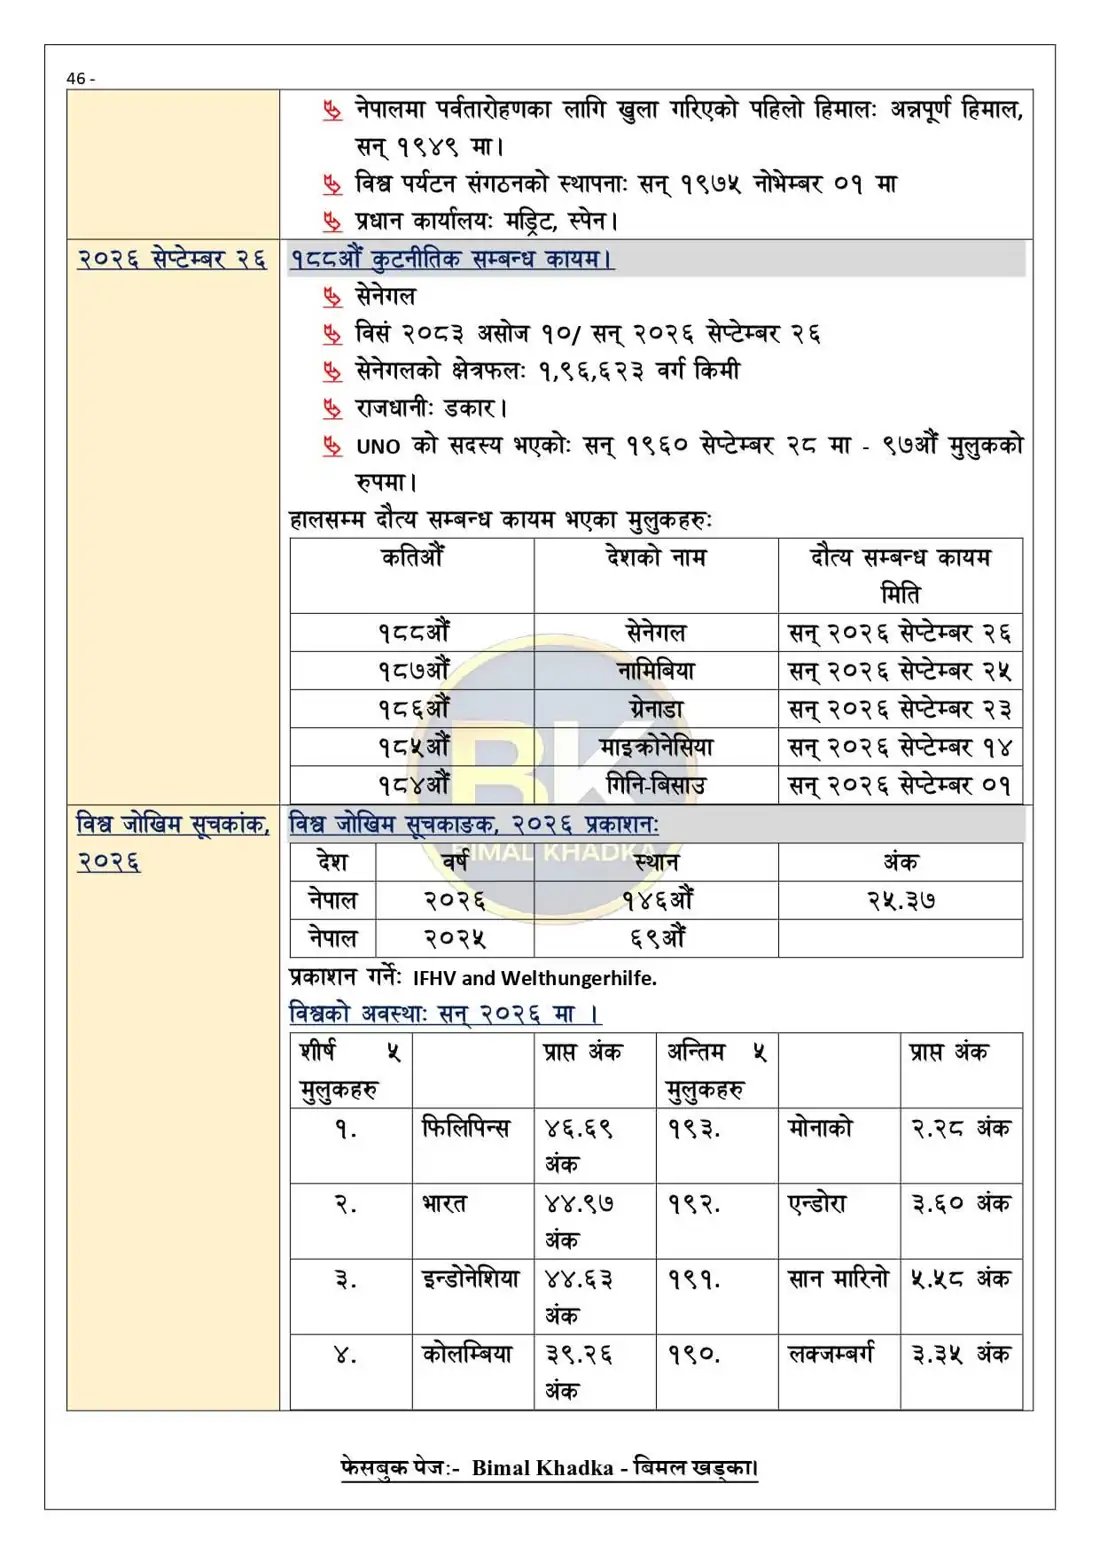 46 -
नेपालमा पर्वतारोहणका लागि खुला गरिएको पहिलो हिमालः अन्नपूर्ण हिमाल,
सन् १९४९ मा।
विश्व पर्यटन संगठनको स्थापनाः सन् १९७५ नोभेम्बर ०१ मा
प्रधान कार्यालयः मड्रिट, स्पेन।
२०२६ सेप्टेम्बर २६
१८८औं कुटनीतिक सम्बन्ध कायम।
सेनेगल
विसं २०८३ असोज १०/ सन् २०२६ सेप्टेम्बर २६
सेनेगलको क्षेत्रफलः १,९६,६२३ वर्ग किमी
राजधानीः डकार।
UNO को सदस्य भएकोः सन् १९६० सेप्टेम्बर २८ मा - ९७औं मुलुकको
रुपमा।
हालसम्म दौत्य सम्बन्ध कायम भएका मुलुकहरुः
कतिऔं देशको नाम दौत्य सम्बन्ध कायम
मिति
१८८औं सेनेगल सन् २०२६ सेप्टेम्बर २६
१८७औं नामिबिया सन् २०२६ सेप्टेम्बर २५
१८६औं ग्रेनाडा सन् २०२६ सेप्टेम्बर २३
१८५औं माइक्रोनेसिया सन् २०२६ सेप्टेम्बर १४
१८४औं गिनि-बिसाउ सन् २०२६ सेप्टेम्बर ०१
BK
BIMAL KHADKA
विश्व जोखिम सूचकांक,
२०२६
विश्व जोखिम सूचकाङक, २०२६ प्रकाशनः
देश वर्ष स्थान अंक
नेपाल २०२६ १४६औं २५.३७
नेपाल २०२५ ६९औं
प्रकाशन गर्नेः IFHV and Welthungerhilfe.
विश्वको अवस्थाः सन् २०२६ मा ।
शीर्ष ५ प्राप्त अंक अन्तिम ५ प्राप्त अंक
मुलुकहरु मुलुकहरु
१. फिलिपिन्स ४६.६९ १९३. मोनाको २.२८ अंक
अंक
२. भारत ४४.९७ १९२. एन्डोरा ३.६० अंक
अंक
३. इन्डोनेशिया ४४.६३ १९१. सान मारिनो ५.५८ अंक
अंक
४. कोलम्बिया ३९.२६ १९०. लक्जम्बर्ग ३.३५ अंक
अंक
फेसबुक पेजः- Bimal Khadka - बिमल खड्का।